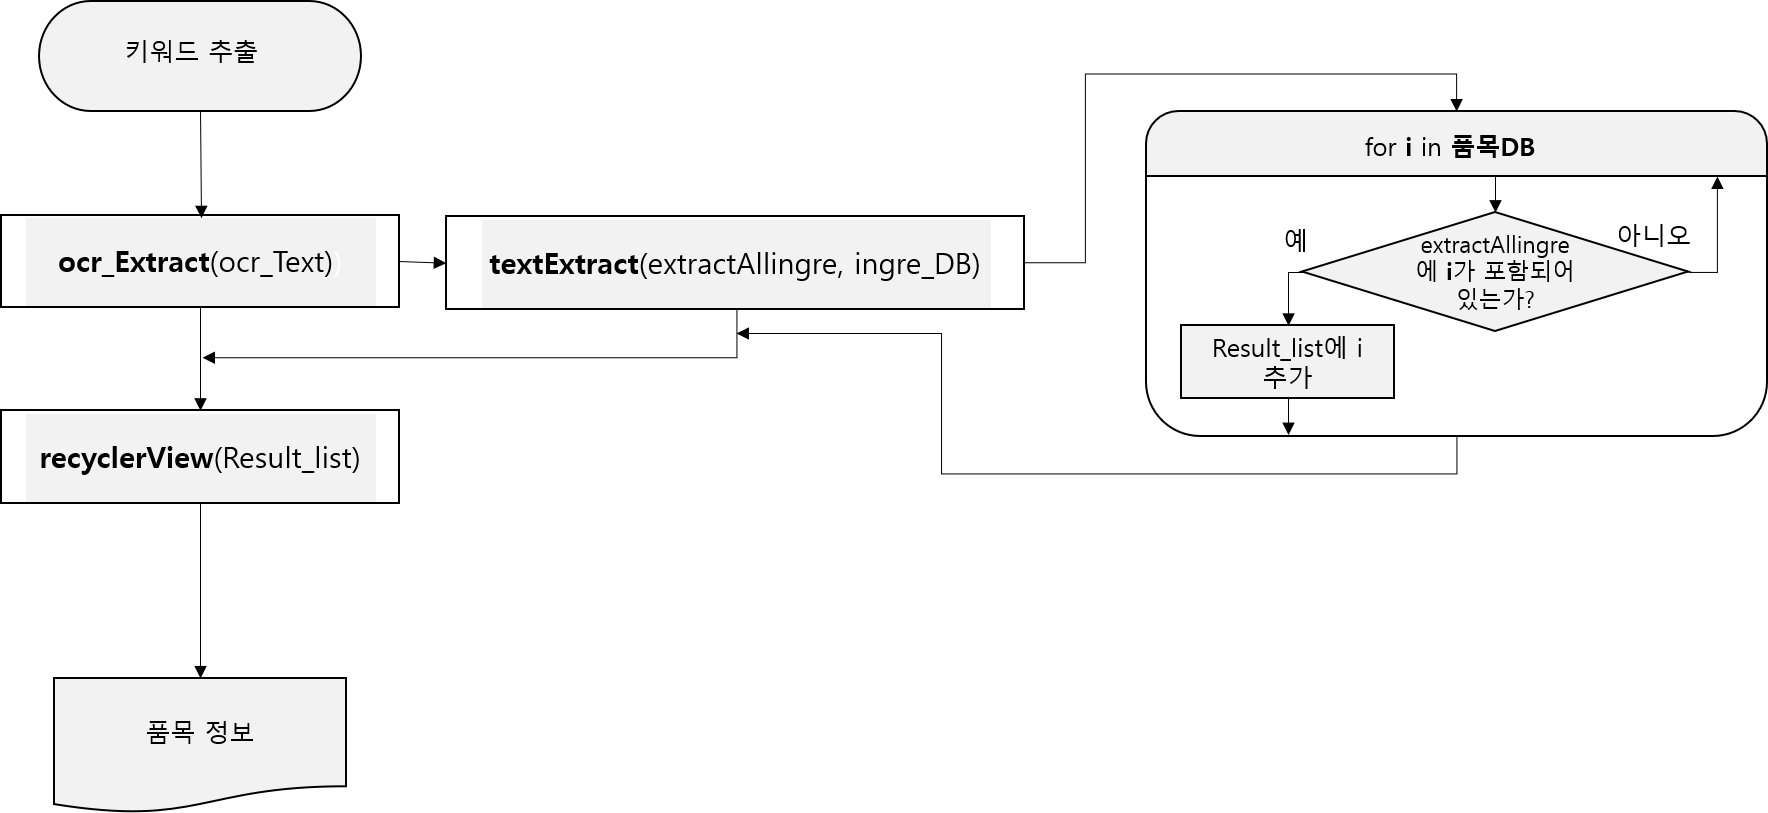 키워드 추출
ocr_Extract(ocr_Text)
textExtract(extractAllingre, ingre_DB)
for i in 품목DB
예
아니오
extractAllingre
에 i가 포함되어
있는가?
Result_list에 i
추가
recyclerView(Result_list)
품목 정보